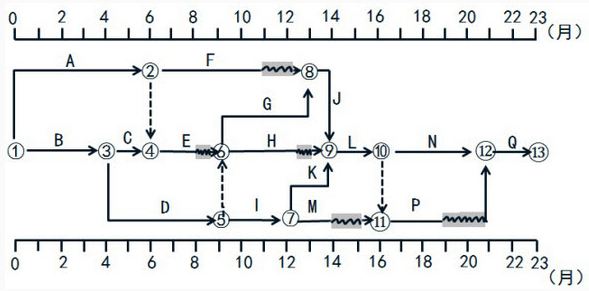 0 2 4 6 8 10 12 14 16 18 20 22 23 (月)
A F
② ⑧
G J
① B ③ C ④ E ⑥ H ⑨ L ⑩ N ⑫ Q ⑬
K
D I M P
⑤ ⑦ ⑪
0 2 4 6 8 10 12 14 16 18 20 22 23
(月)